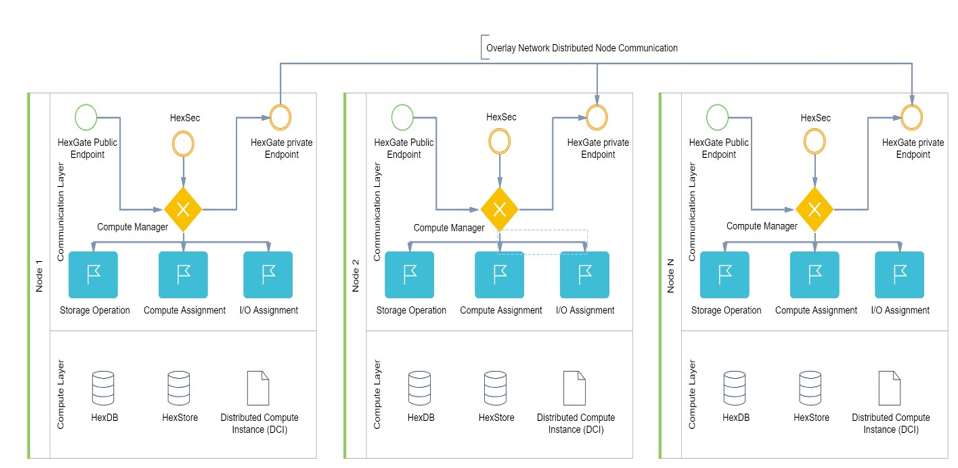 Overlay Network Distributed Node Communication
Node 1
Communication Layer
HexGate Public
Endpoint
HexSec
HexGate private
Endpoint
Compute Manager
Storage Operation
Compute Assignment
I/O Assignment
Compute Layer
HexDB
HexStore
Distributed Compute
Instance (DCI)
Node 2
Communication Layer
HexGate Public
Endpoint
HexSec
HexGate private
Endpoint
Compute Manager
Storage Operation
Compute Assignment
I/O Assignment
Compute Layer
HexDB
HexStore
Distributed Compute
Instance (DCI)
Node N
Communication Layer
HexGate Public
Endpoint
HexSec
HexGate private
Endpoint
Compute Manager
Storage Operation
Compute Assignment
I/O Assignment
Compute Layer
HexDB
HexStore
Distributed Compute
Instance (DCI)